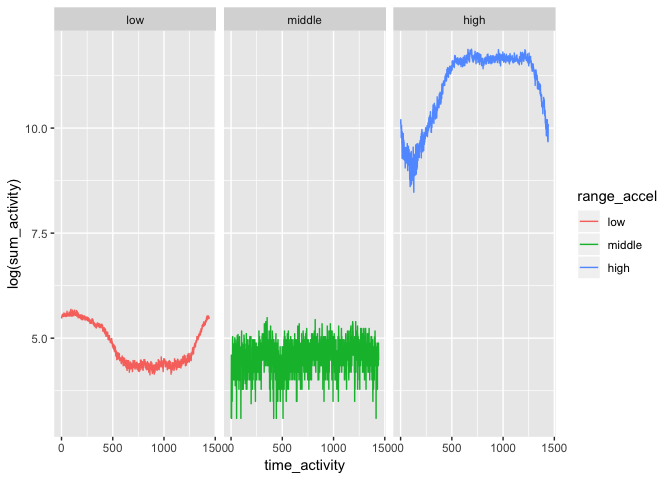 low middle high
log(sum_activity)
10.0
7.5
5.0
0 500 1000 1500 0 500 1000 1500 0 500 1000 1500
time_activity
range_accel
low
middle
high